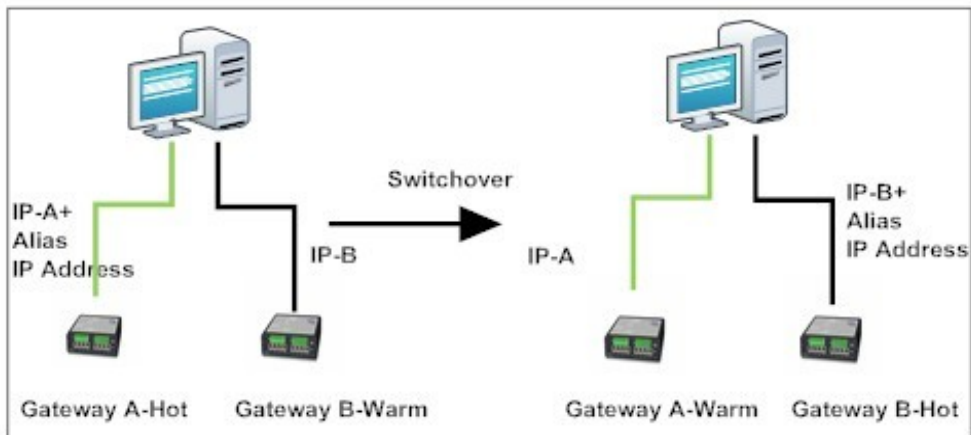 Switchover
IP-A+
Alias
IP Address
IP-B
IP-A
IP-B+
Alias
IP Address
Gateway A-Hot
Gateway B-Warm
Gateway A-Warm
Gateway B-Hot